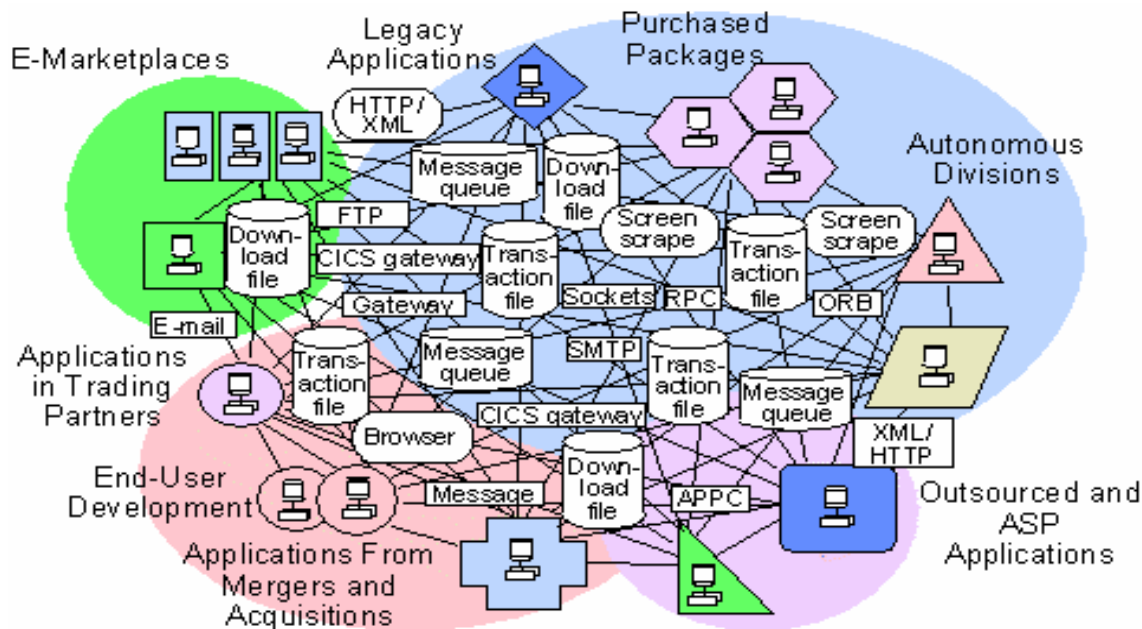 E-Marketplaces
Legacy
Applications
Purchased
Packages
Autonomous
Divisions
HTTP/
XML
Message
queue
Down-
load
file
Screen
scrape
Screen
scrape
Down-
load
file
FTP
CICS gateway
Trans-
action
file
Trans-
action
file
Gateway
Sockets
RPC
ORB
E-mail
Applications
in Trading
Partners
Trans-
action
file
Message
queue
SMTP
Trans-
action
file
Message
queue
Browser
CICS gateway
XML/
HTTP
End-User
Development
Message
Down-
load
file
APPC
Outsourced and
ASP
Applications
Applications From
Mergers and
Acquisitions